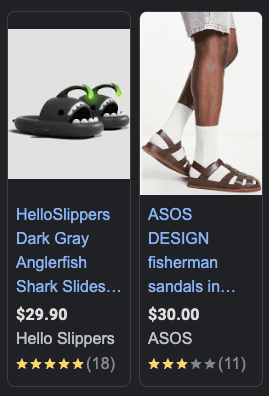 HelloSlippers
Dark Gray
Anglerfish
Shark Slides…
$29.90
Hello Slippers
(18)
ASOS
DESIGN
fisherman
sandals in…
$30.00
ASOS
(11)